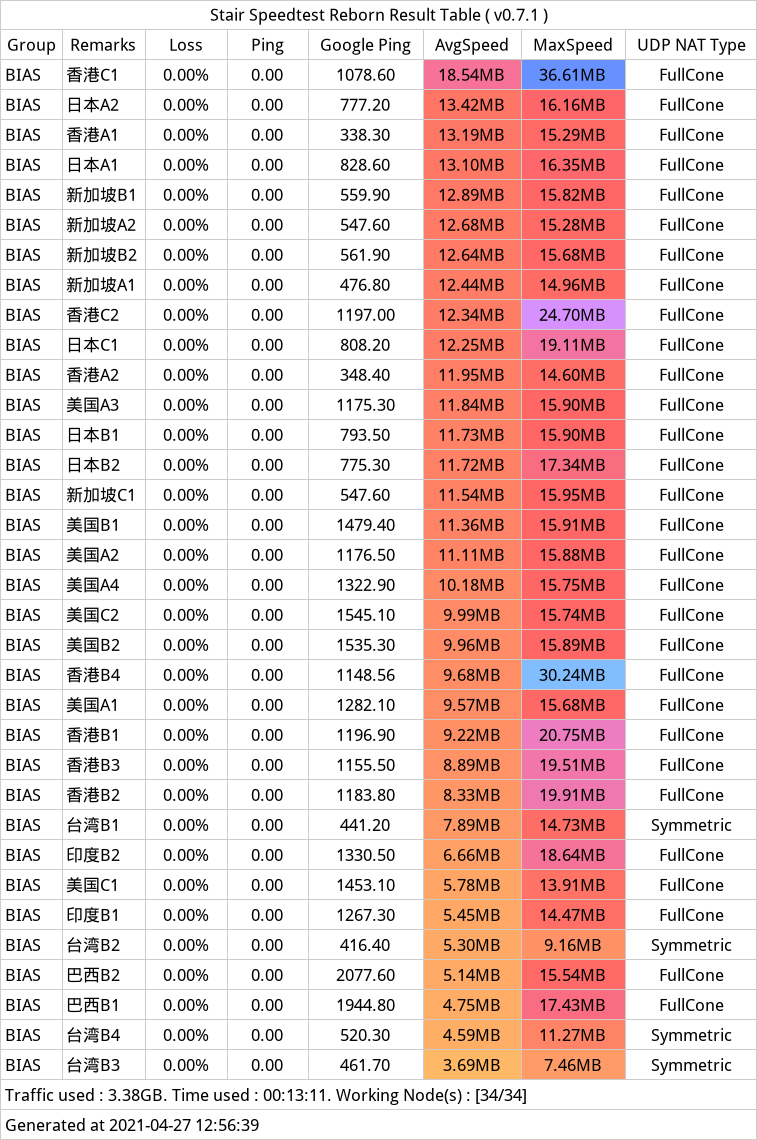 Stair Speedtest Reborn Result Table ( v0.7.1 )
Group Remarks Loss Ping Google Ping AvgSpeed MaxSpeed UDP NAT Type
BIAS 香港C1 0.00% 0.00 1078.60 18.54MB 36.61MB FullCone
BIAS 日本A2 0.00% 0.00 777.20 13.42MB 16.16MB FullCone
BIAS 香港A1 0.00% 0.00 338.30 13.19MB 15.29MB FullCone
BIAS 日本A1 0.00% 0.00 828.60 13.10MB 16.35MB FullCone
BIAS 新加坡B1 0.00% 0.00 559.90 12.89MB 15.82MB FullCone
BIAS 新加坡A2 0.00% 0.00 547.60 12.68MB 15.28MB FullCone
BIAS 新加坡B2 0.00% 0.00 561.90 12.64MB 15.68MB FullCone
BIAS 新加坡A1 0.00% 0.00 476.80 12.44MB 14.96MB FullCone
BIAS 香港C2 0.00% 0.00 1197.00 12.34MB 24.70MB FullCone
BIAS 日本C1 0.00% 0.00 808.20 12.25MB 19.11MB FullCone
BIAS 香港A2 0.00% 0.00 348.40 11.95MB 14.60MB FullCone
BIAS 美国A3 0.00% 0.00 1175.30 11.84MB 15.90MB FullCone
BIAS 日本B1 0.00% 0.00 793.50 11.73MB 15.90MB FullCone
BIAS 日本B2 0.00% 0.00 775.30 11.72MB 17.34MB FullCone
BIAS 新加坡C1 0.00% 0.00 547.60 11.54MB 15.95MB FullCone
BIAS 美国B1 0.00% 0.00 1479.40 11.36MB 15.91MB FullCone
BIAS 美国A2 0.00% 0.00 1176.50 11.11MB 15.88MB FullCone
BIAS 美国A4 0.00% 0.00 1322.90 10.18MB 15.75MB FullCone
BIAS 美国C2 0.00% 0.00 1545.10 9.99MB 15.74MB FullCone
BIAS 美国B2 0.00% 0.00 1535.30 9.96MB 15.89MB FullCone
BIAS 香港B4 0.00% 0.00 1148.56 9.68MB 30.24MB FullCone
BIAS 美国A1 0.00% 0.00 1282.10 9.57MB 15.68MB FullCone
BIAS 香港B1 0.00% 0.00 1196.90 9.22MB 20.75MB FullCone
BIAS 香港B3 0.00% 0.00 1155.50 8.89MB 19.51MB FullCone
BIAS 香港B2 0.00% 0.00 1183.80 8.33MB 19.91MB FullCone
BIAS 台湾B1 0.00% 0.00 441.20 7.89MB 14.73MB Symmetric
BIAS 印度B2 0.00% 0.00 1330.50 6.66MB 18.64MB FullCone
BIAS 美国C1 0.00% 0.00 1453.10 5.78MB 13.91MB FullCone
BIAS 印度B1 0.00% 0.00 1267.30 5.45MB 14.47MB FullCone
BIAS 台湾B2 0.00% 0.00 416.40 5.30MB 9.16MB Symmetric
BIAS 巴西B2 0.00% 0.00 2077.60 5.14MB 15.54MB FullCone
BIAS 巴西B1 0.00% 0.00 1944.80 4.75MB 17.43MB FullCone
BIAS 台湾B4 0.00% 0.00 520.30 4.59MB 11.27MB Symmetric
BIAS 台湾B3 0.00% 0.00 461.70 3.69MB 7.46MB Symmetric
Traffic used : 3.38GB. Time used : 00:13:11. Working Node(s) : [34/34]
Generated at 2021-04-27 12:56:39